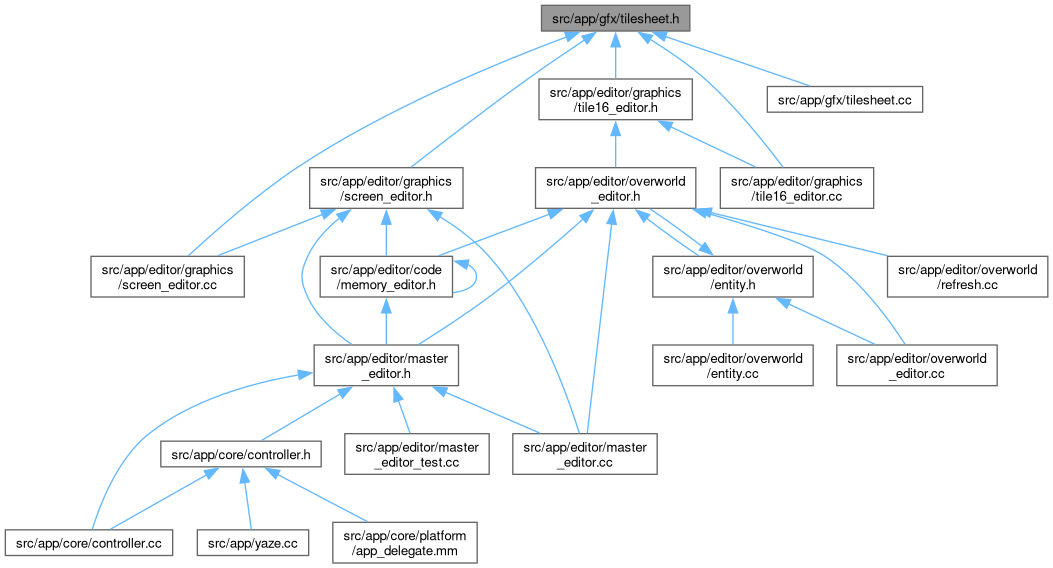 src/app/gfx/tilesheet.h
src/app/editor/graphics
/tile16_editor.h
src/app/gfx/tilesheet.cc
src/app/editor/graphics
/screen_editor.h
src/app/editor/overworld
_editor.h
src/app/editor/graphics
/tile16_editor.cc
src/app/editor/graphics
/screen_editor.cc
src/app/editor/code
/memory_editor.h
src/app/editor/overworld
/entity.h
src/app/editor/overworld
/refresh.cc
src/app/editor/master
_editor.h
src/app/editor/overworld
/entity.cc
src/app/editor/overworld
_editor.cc
src/app/core/controller.h
src/app/editor/master
_editor_test.cc
src/app/editor/master
_editor.cc
src/app/core/controller.cc
src/app/yaze.cc
src/app/core/platform
/app_delegate.mm